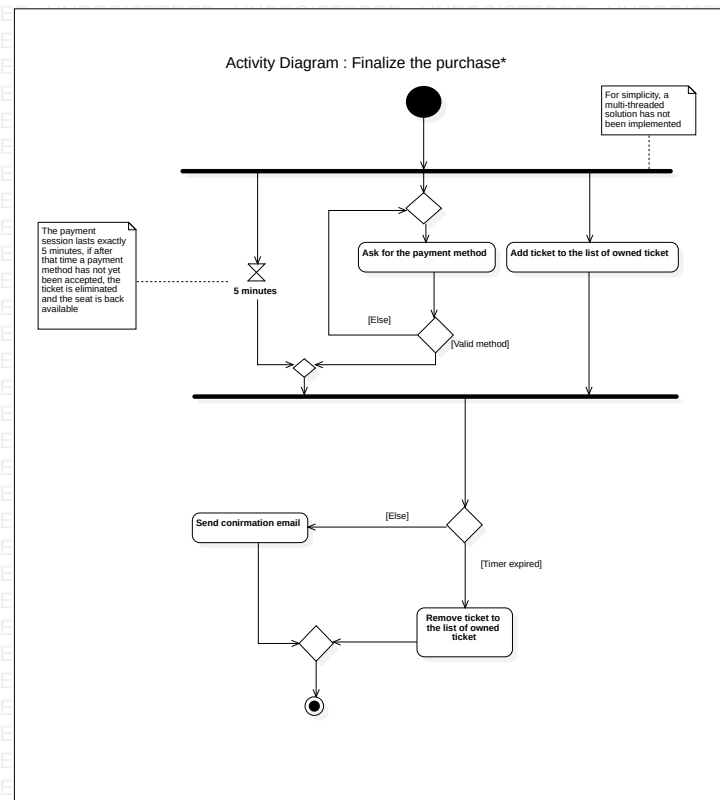 UNREGISTERED UNREGISTERED UNREGISTERED
Activity Diagram : Finalize the purchase*
For simplicity, a
multi-threaded
solution has not
been implemented
The payment
session lasts exactly
5 minutes, if after
that time a payment
method has not yet
been accepted, the
ticket is eliminated
and the seat is back
available
Ask for the payment method
Add ticket to the list of owned ticket
5 minutes
[Else]
[Valid method]
Send conirmation email
[Else]
[Timer expired]
Remove ticket to
the list of owned
ticket